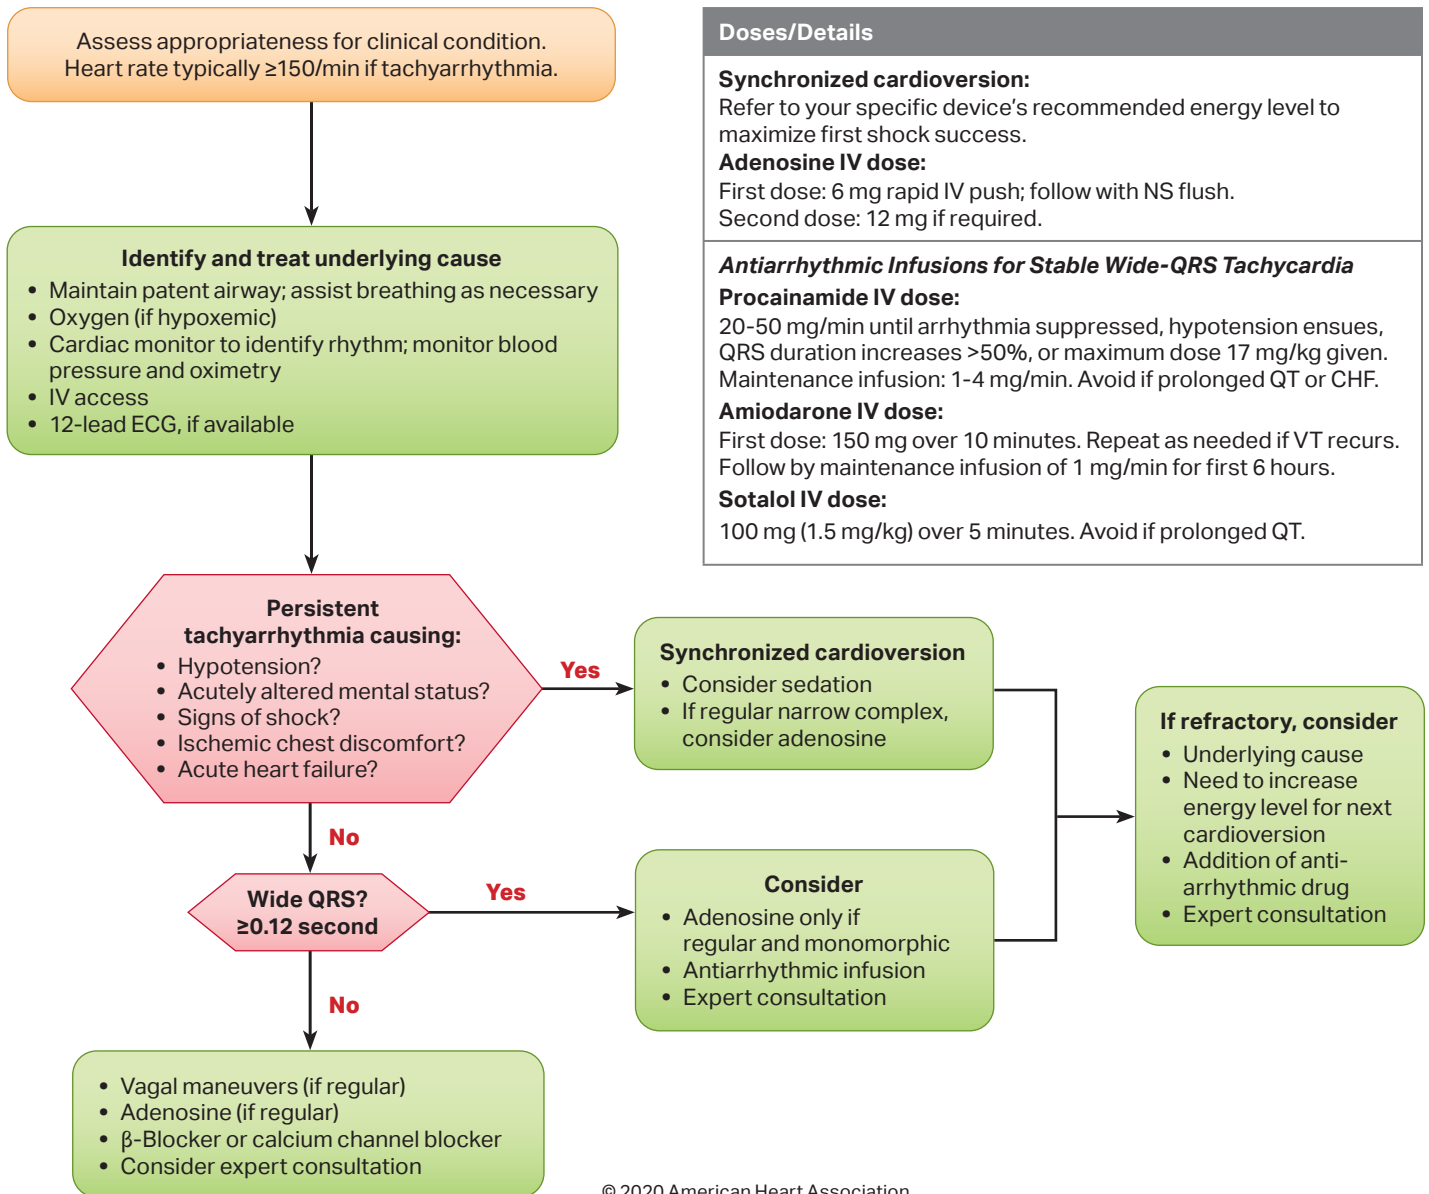 Assess appropriateness for clinical condition.
Heart rate typically ≥150/min if tachyarrhythmia.
Identify and treat underlying cause
• Maintain patent airway; assist breathing as necessary
• Oxygen (if hypoxemic)
• Cardiac monitor to identify rhythm; monitor blood
pressure and oximetry
• IV access
• 12-lead ECG, if available
Persistent
tachyarrhythmia causing:
• Hypotension?
• Acutely altered mental status?
• Signs of shock?
• Ischemic chest discomfort?
• Acute heart failure?
Yes
Synchronized cardioversion
• Consider sedation
• If regular narrow complex,
consider adenosine
If refractory, consider
• Underlying cause
• Need to increase
energy level for next
cardioversion
• Addition of anti-
arrhythmic drug
• Expert consultation
No
Wide QRS?
≥0.12 second
Yes
Consider
• Adenosine only if
regular and monomorphic
• Antiarrhythmic infusion
• Expert consultation
No
• Vagal maneuvers (if regular)
• Adenosine (if regular)
• β-Blocker or calcium channel blocker
• Consider expert consultation
Doses/Details
Synchronized cardioversion:
Refer to your specific device's recommended energy level to
maximize first shock success.
Adenosine IV dose:
First dose: 6 mg rapid IV push; follow with NS flush.
Second dose: 12 mg if required.
Antiarrhythmic Infusions for Stable Wide-QRS Tachycardia
Procainamide IV dose:
20-50 mg/min until arrhythmia suppressed, hypotension ensues,
QRS duration increases >50%, or maximum dose 17 mg/kg given.
Maintenance infusion: 1-4 mg/min. Avoid if prolonged QT or CHF.
Amiodarone IV dose:
First dose: 150 mg over 10 minutes. Repeat as needed if VT recurs.
Follow by maintenance infusion of 1 mg/min for first 6 hours.
Sotalol IV dose:
100 mg (1.5 mg/kg) over 5 minutes. Avoid if prolonged QT.
© 2020 American Heart Association